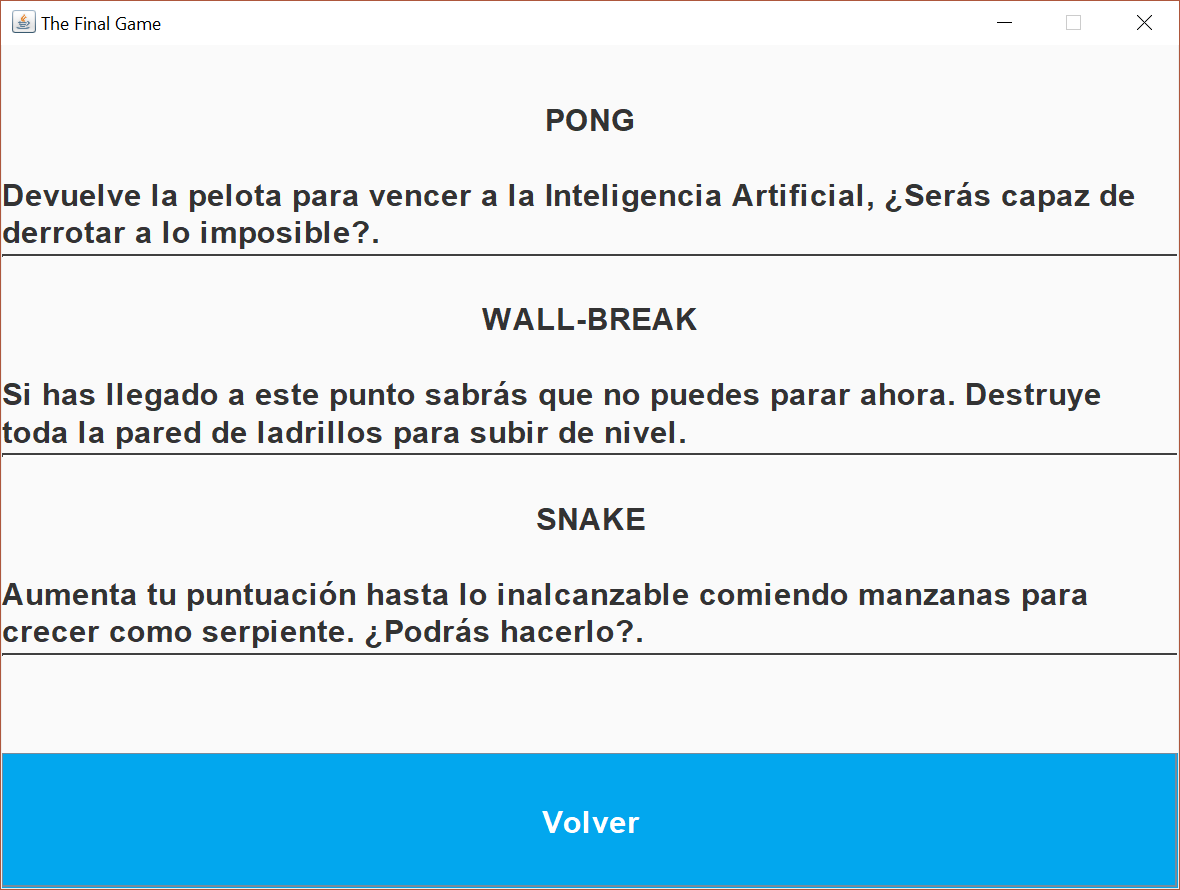 The Final Game
PONG
Devuelve la pelota para vencer a la Inteligencia Artificial, ¿Serás capaz de
derrotar a lo imposible?.
WALL-BREAK
Si has llegado a este punto sabrás que no puedes parar ahora. Destruye
toda la pared de ladrillos para subir de nivel.
SNAKE
Aumenta tu puntuación hasta lo inalcanzable comiendo manzanas para
crecer como serpiente. ¿Podrás hacerlo?.
Volver